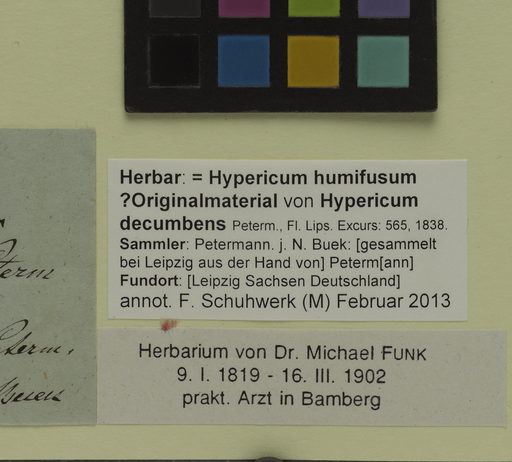 Herbar: = Hypericum humifusum
?Originalmaterial von Hypericum
decumbens Peterm., Fl. Lips. Excurs: 565, 1838.
Sammler: Petermann. j. N. Buek: [gesammelt
bei Leipzig aus der Hand von] Peterm[ann]
Fundort: [Leipzig Sachsen Deutschland]
annot. F. Schuhwerk (M) Februar 2013
Herbarium von Dr. Michael FUNK
9. I. 1819 - 16. III. 1902
prakt. Arzt in Bamberg